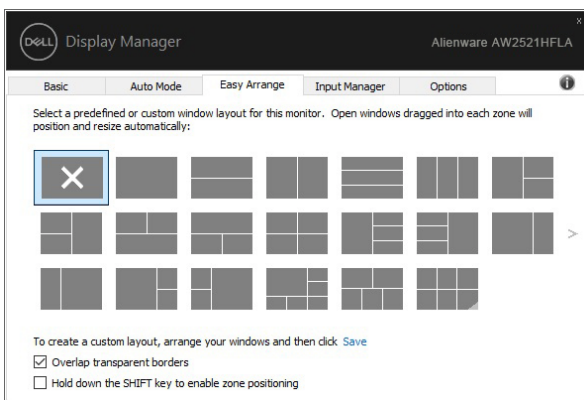 DELL Display Manager
Alienware AW2521HFLA
Basic Auto Mode Easy Arrange Input Manager Options
Select a predefined or custom window layout for this monitor. Open windows dragged into each zone will
position and resize automatically:
To create a custom layout, arrange your windows and then click Save
Overlap transparent borders
Hold down the SHIFT key to enable zone positioning